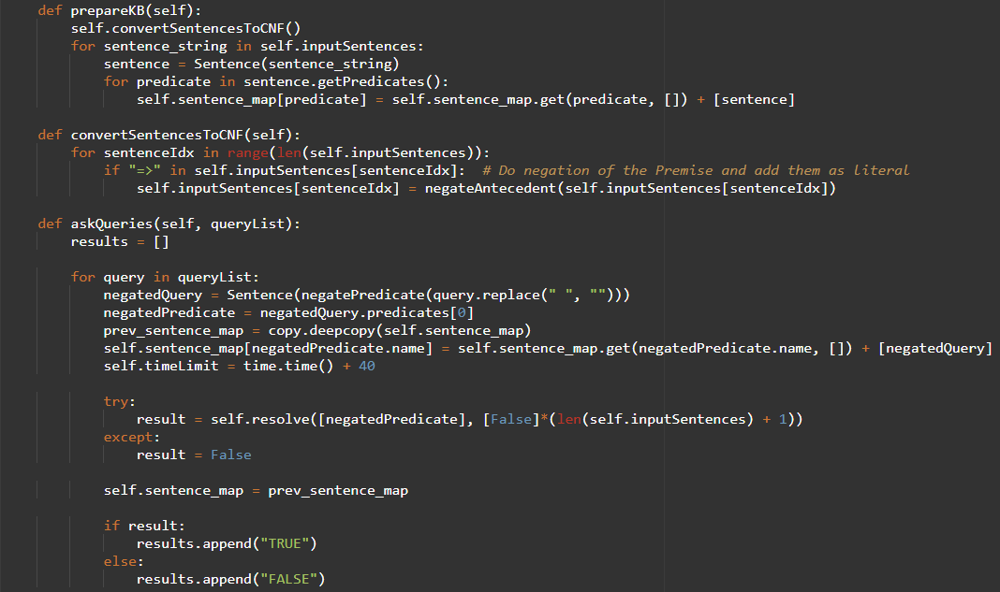 def prepareKB(self):
    self.convertSentencesToCNF()
    for sentence_string in self.inputSentences:
        sentence = Sentence(sentence_string)
        for predicate in sentence.getPredicates():
            self.sentence_map[predicate] = self.sentence_map.get(predicate, []) + [sentence]

def convertSentencesToCNF(self):
    for sentenceIdx in range(len(self.inputSentences)):
        if "=>" in self.inputSentences[sentenceIdx]:  # Do negation of the Premise and add them as literal
            self.inputSentences[sentenceIdx] = negateAntecedent(self.inputSentences[sentenceIdx])

def askQueries(self, queryList):
    results = []

    for query in queryList:
        negatedQuery = Sentence(negatePredicate(query.replace(" ", "")))
        negatedPredicate = negatedQuery.predicates[0]
        prev_sentence_map = copy.deepcopy(self.sentence_map)
        self.sentence_map[negatedPredicate.name] = self.sentence_map.get(negatedPredicate.name, []) + [negatedQuery]
        self.timeLimit = time.time() + 40

        try:
            result = self.resolve([negatedPredicate], [False]*(len(self.inputSentences) + 1))
        except:
            result = False

        self.sentence_map = prev_sentence_map

        if result:
            results.append("TRUE")
        else:
            results.append("FALSE")